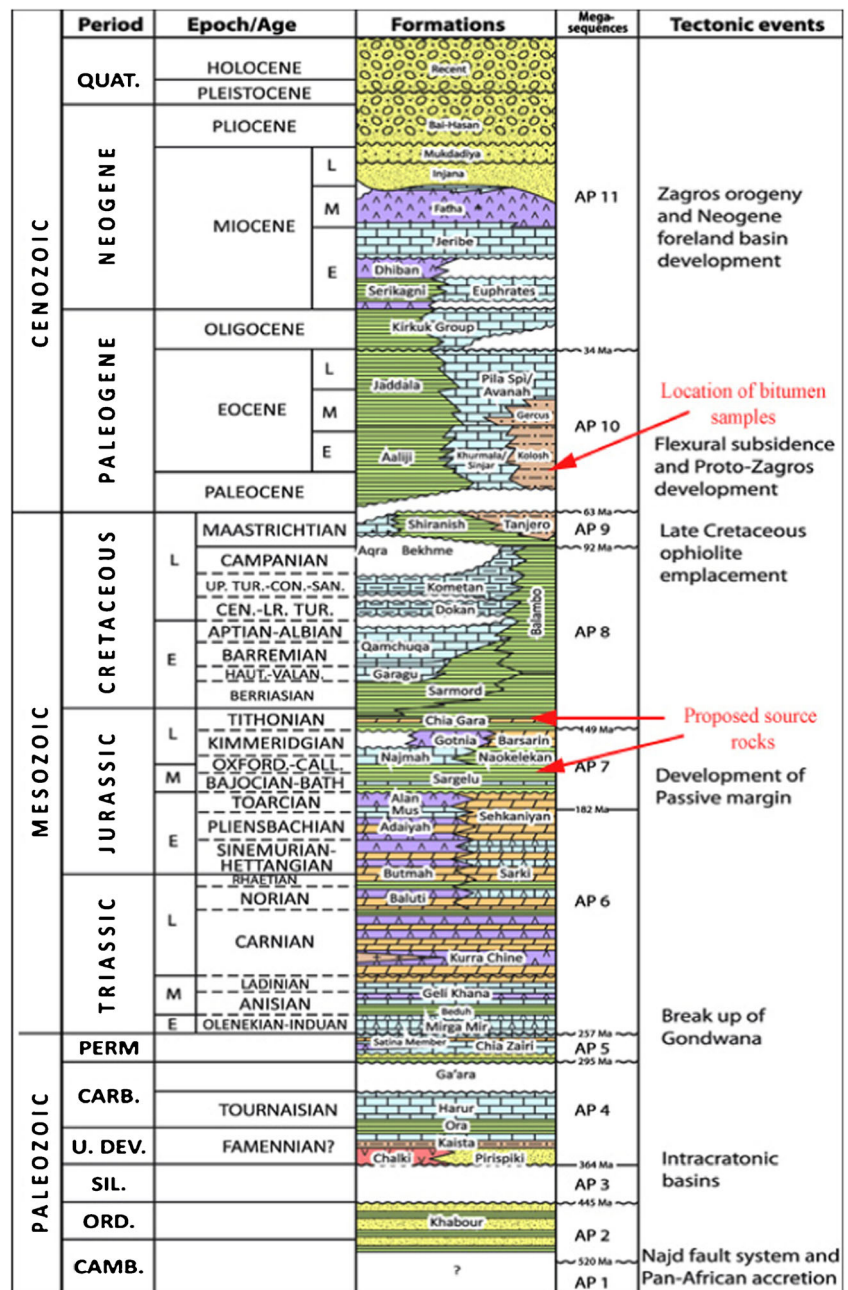 Period
Epoch/Age
Formations
Mega-
sequences
Tectonic events
CENOZOIC
MESOZOIC
PALEOZOIC
QUAT.
NEOGENE
PALEOGENE
CRETACEOUS
JURASSIC
TRIASSIC
PERM
CARB.
U. DEV.
SIL.
ORD.
CAMB.
HOLOCENE
PLEISTOCENE
PLIOCENE
MIOCENE
L
M
E
OLIGOCENE
EOCENE
L
M
E
PALEOCENE
L
MAASTRICHTIAN
CAMPANIAN
UP. TUR.-CON.-SAN.
CEN.-LR. TUR.
E
APTIAN-ALBIAN
BARREMIAN
HAUT.-VALAN.
BERRIASIAN
L
TITHONIAN
KIMMERIDGIAN
OXFORD.-CALL.
M
BAJOCIAN-BATH
E
TOARCIAN
PLIENSBACHIAN
SINEMURIAN-
HETTANGIAN
L
RHAETIAN
NORIAN
CARNIAN
M
LADINIAN
ANISIAN
E
OLENEKIAN-INDUAN
TOURNAISIAN
FAMENNIAN?
Recent
Bai-Hasan
Mukdadiya
Injana
Fatha
Jeribe
Dhiban
Serikagni
Euphrates
Kirkuk Group
Jaddala
Pila Spi/
Avanah
Gercus
Aaliji
Khurmala/
Sinjar
Kolosh
Shiranish
Tanjero
Aqra Bekhme
Kometan
Dokan
Balambo
Qamchuqa
Garagu
Sarmord
Chia Gara
Gotnia
Barsarin
Najmah
Naokelekan
Sargelu
Alan
Mus
Sehkaniyan
Adaiyah
Butmah
Sarki
Baluti
Kurra Chine
Geli Khana
Beduh
Mirga Mir
Satina Member
Chia Zairi
Ga'ara
Harur
Ora
Kaista
Chalki
Pirispiki
Khabour
?
AP 11
34 Ma
AP 10
63 Ma
AP 9
92 Ma
AP 8
149 Ma
AP 7
182 Ma
AP 6
257 Ma
AP 5
295 Ma
AP 4
364 Ma
AP 3
445 Ma
AP 2
520 Ma
AP 1
Zagros orogeny
and Neogene
foreland basin
development
Location of bitumen
samples
Flexural subsidence
and Proto-Zagros
development
Late Cretaceous
ophiolite
emplacement
Proposed source
rocks
Development of
Passive margin
Break up of
Gondwana
Intracratonic
basins
Najd fault system and
Pan-African accretion